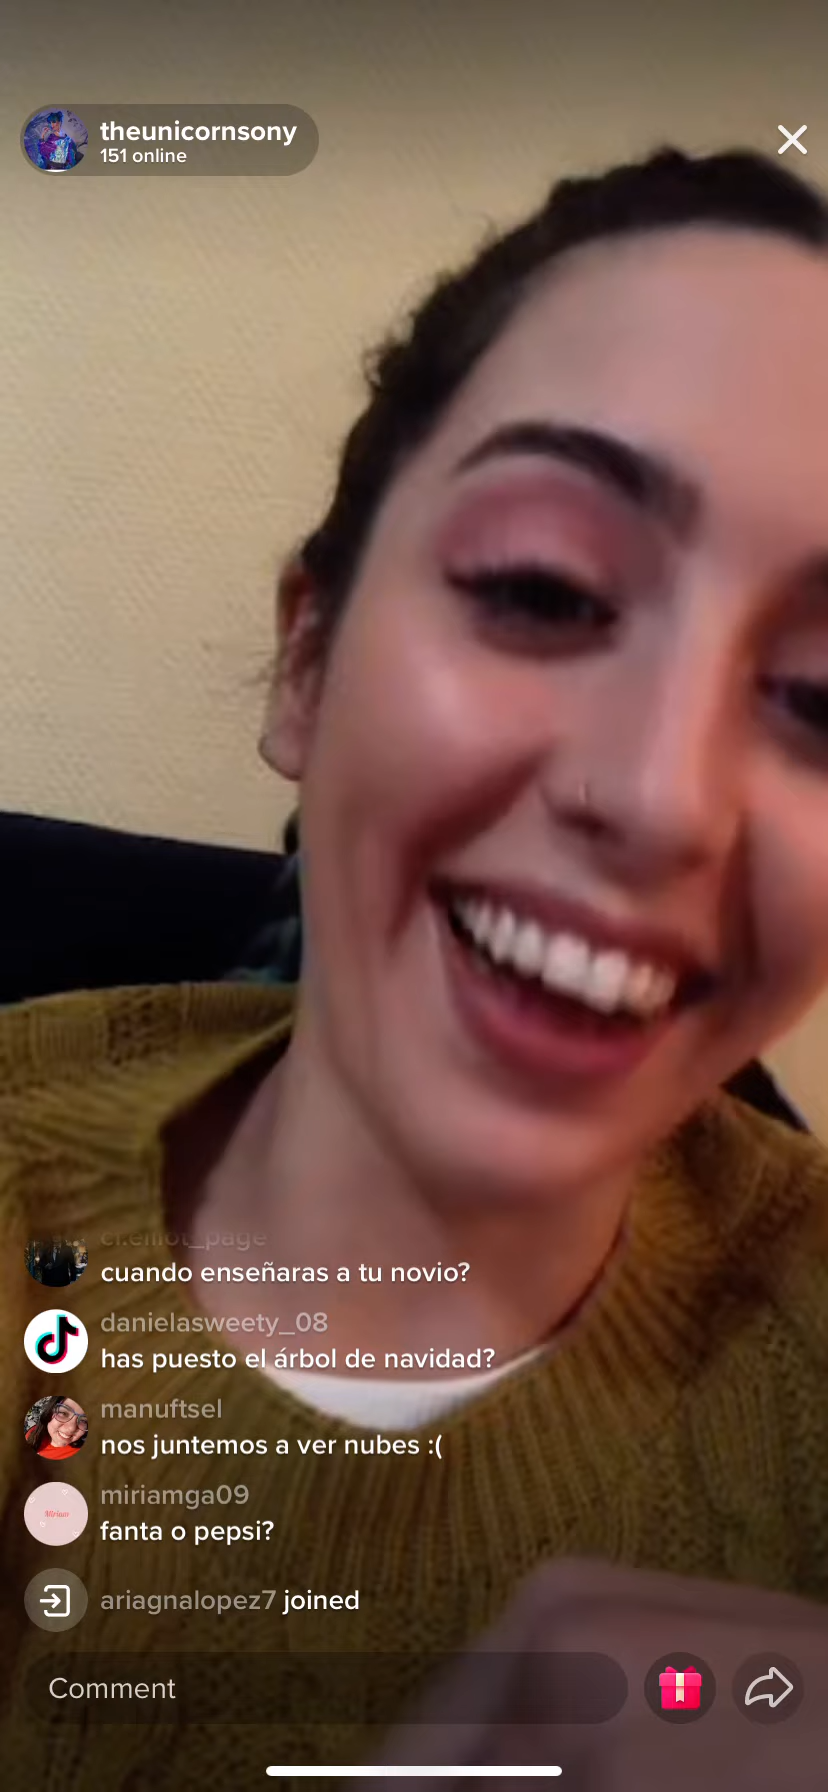 theunicornsony
151 online
cuando enseñaras a tu novio?
danielasweety_08
has puesto el árbol de navidad?
manuftsel
nos juntemos a ver nubes :(
miriamga09
fanta o pepsi?
Miriam
ariagnalopez7 joined
Comment